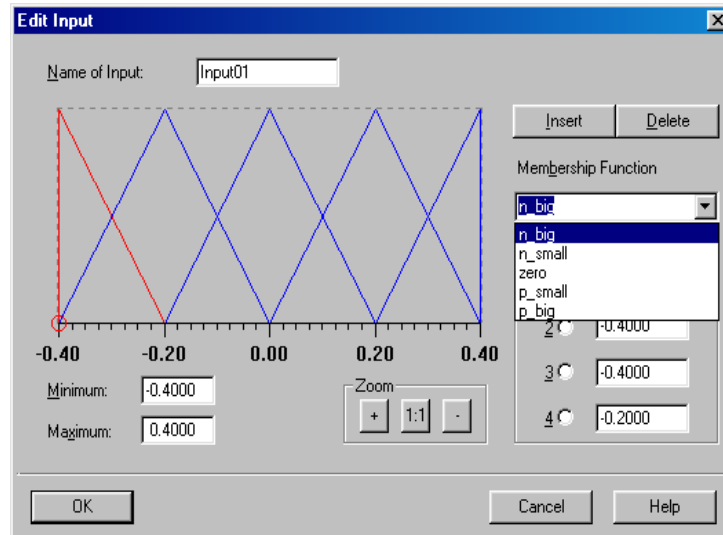 Edit Input
Name of Input: Input01
Insert Delete
Membership Function
n_big
n_big
n_small
zero
p_small
p_big
2 -0.4000
-0.40 -0.20 0.00 0.20 0.40
3 -0.4000
Minimum: -0.4000
Zoom
+ 1:1 -
4 -0.2000
Maximum: 0.4000
OK Cancel Help